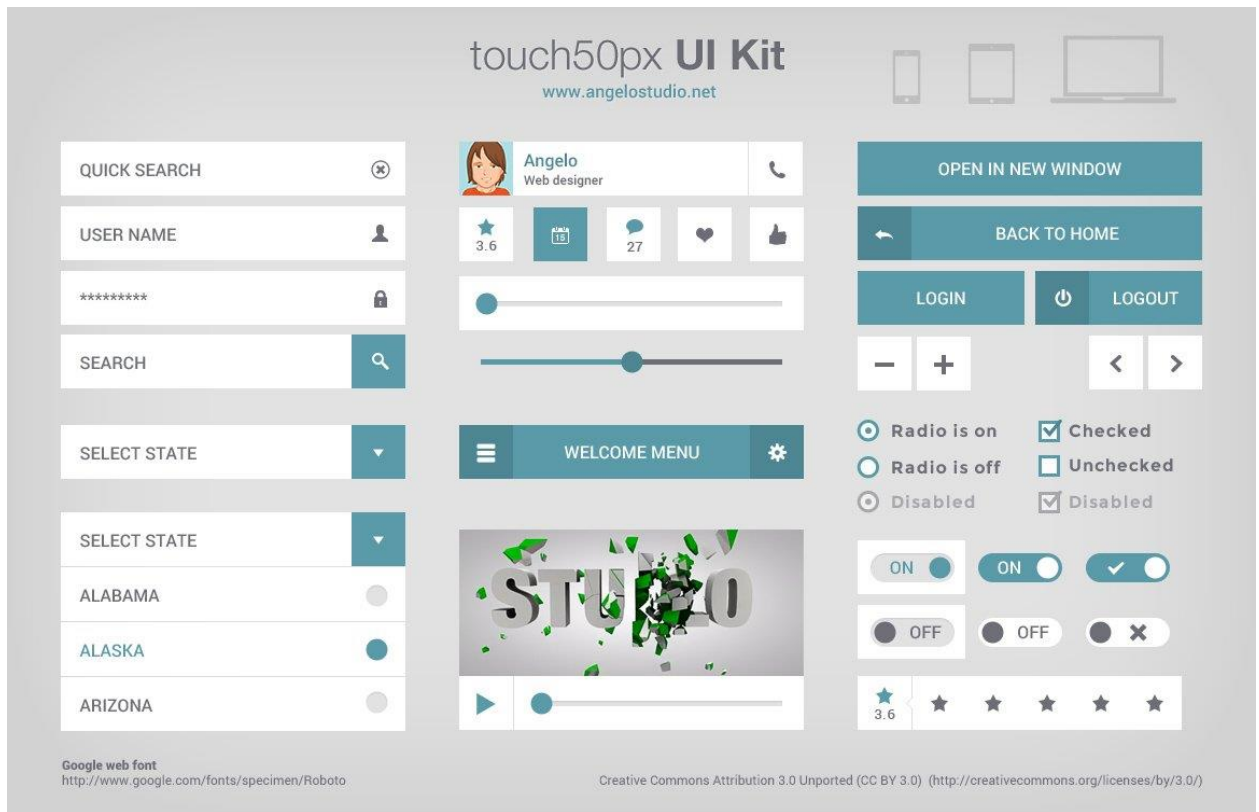 touch50px UI Kit
www.angelostudio.net
QUICK SEARCH
USER NAME
*********
SEARCH
SELECT STATE
SELECT STATE
ALABAMA
ALASKA
ARIZONA
Angelo
Web designer
3.6
15
27
WELCOME MENU
STUDIO
OPEN IN NEW WINDOW
BACK TO HOME
LOGIN
LOGOUT
Radio is on
Checked
Radio is off
Unchecked
Disabled
Disabled
ON
ON
OFF
OFF
3.6
Google web font
http://www.google.com/fonts/specimen/Roboto
Creative Commons Attribution 3.0 Unported (CC BY 3.0) (http://creativecommons.org/licenses/by/3.0/)